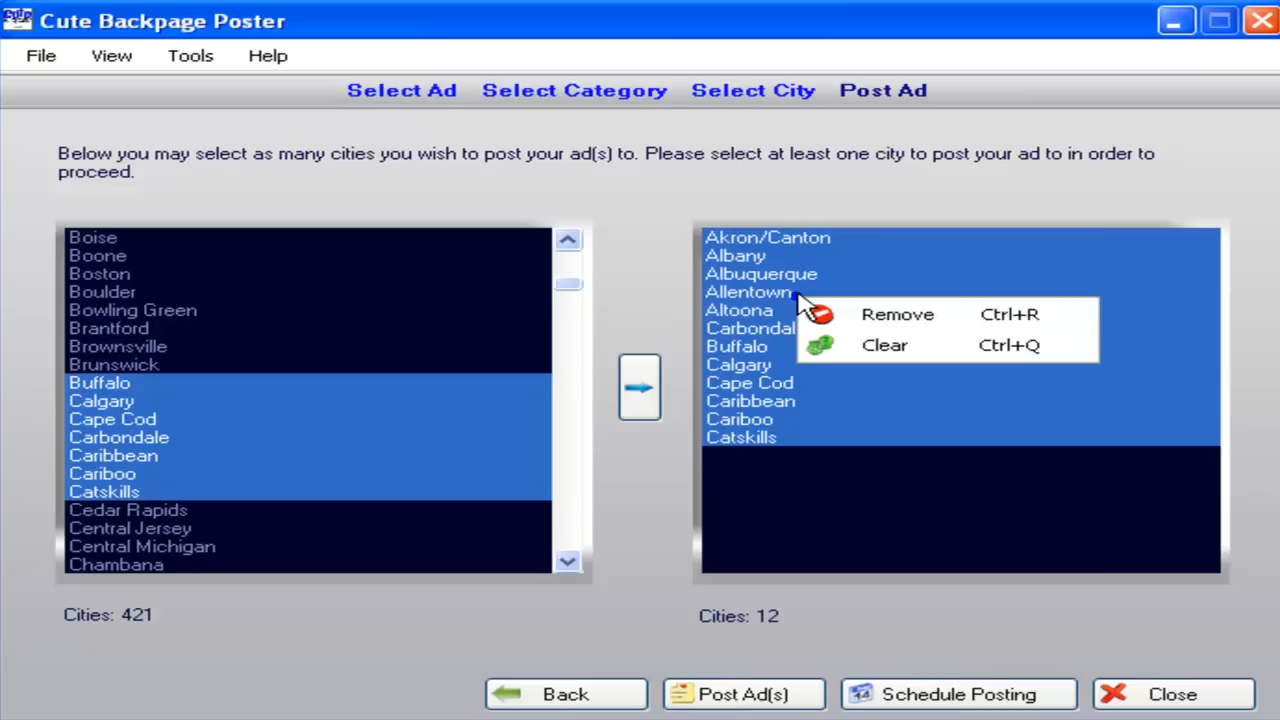 Cute Backpage Poster
File View Tools Help
Select Ad Select Category Select City Post Ad
Below you may select as many cities you wish to post your ad(s) to. Please select at least one city to post your ad to in order to
proceed.
Boise
Boone
Boston
Boulder
Bowling Green
Brantford
Brownsville
Brunswick
Buffalo
Calgary
Cape Cod
Carbondale
Caribbean
Cariboo
Catskills
Cedar Rapids
Central Jersey
Central Michigan
Chambana
Cities: 421
Akron/Canton
Albany
Albuquerque
Allentown
Altoona
Carbondal
Buffalo
Calgary
Cape Cod
Caribbean
Cariboo
Catskills
Remove Ctrl+R
Clear Ctrl+Q
Cities: 12
Back Post Ad(s) Schedule Posting Close